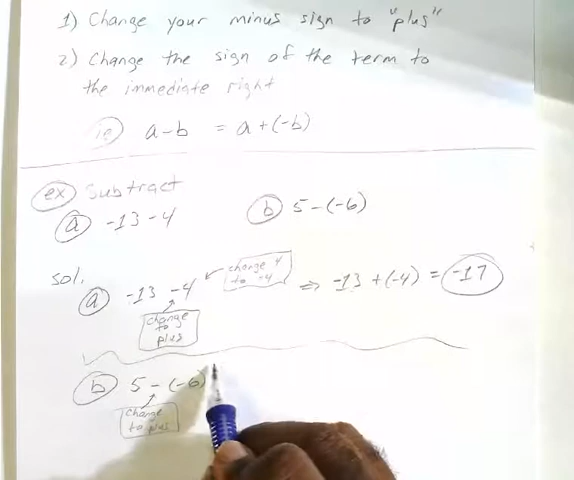 1) Change your minus sign to "plus"
2) Change the sign of the term to
the immediate right
ie a-b = a+(-b)
ex Subtract
a -13-4 b 5-(-6)
sol.
a -13 -4 change 4 to -4 ⇒ -13 +(-4) = -17
change
to
plus
b 5-(-6)
change
to plus